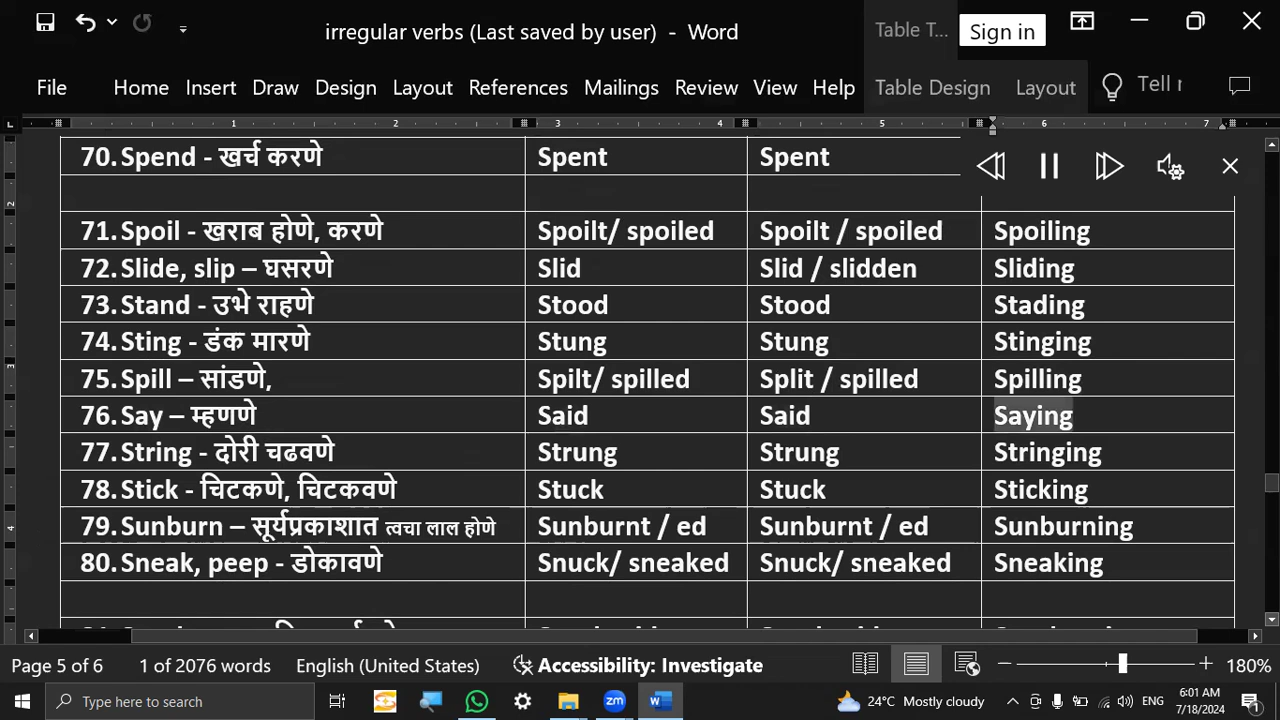 irregular verbs (Last saved by user) - Word
Table T...
Sign in
File Home Insert Draw Design Layout References Mailings Review View Help Table Design Layout Tell
1 2 3 4 5 6 7
70. Spend - खर्च करणे Spent Spent
71. Spoil - खराब होणे, करणे Spoilt/ spoiled Spoilt / spoiled Spoiling
72. Slide, slip – घसरणे Slid Slid / slidden Sliding
73. Stand - उभे राहणे Stood Stood Stading
74. Sting - डंक मारणे Stung Stung Stinging
75. Spill – सांडणे, Spilt/ spilled Split / spilled Spilling
76. Say – म्हणणे Said Said Saying
77. String - दोरी चढवणे Strung Strung Stringing
78. Stick - चिटकणे, चिटकवणे Stuck Stuck Sticking
79. Sunburn – सूर्यप्रकाशात त्वचा लाल होणे Sunburnt / ed Sunburnt / ed Sunburning
80. Sneak, peep - डोकावणे Snuck/ sneaked Snuck/ sneaked Sneaking
Page 5 of 6 1 of 2076 words English (United States) Accessibility: Investigate 180%
Type here to search 24°C Mostly cloudy ENG 6:01 AM
7/18/2024